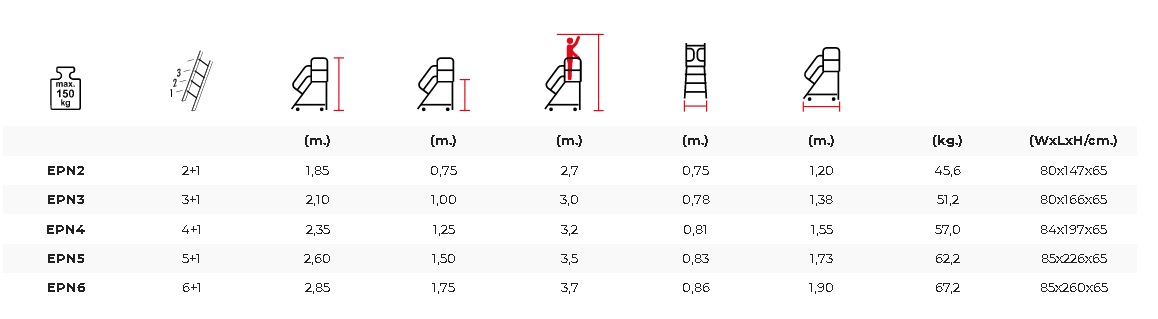 max.
150
kg
3
2
1
(m.) (m.) (m.) (m.) (m.) (kg.) (WxLxH/cm.)
EPN2 2+1 1,85 0,75 2,7 0,75 1,20 45,6 80x147x65
EPN3 3+1 2,10 1,00 3,0 0,78 1,38 51,2 80x166x65
EPN4 4+1 2,35 1,25 3,2 0,81 1,55 57,0 84x197x65
EPN5 5+1 2,60 1,50 3,5 0,83 1,73 62,2 85x226x65
EPN6 6+1 2,85 1,75 3,7 0,86 1,90 67,2 85x260x65